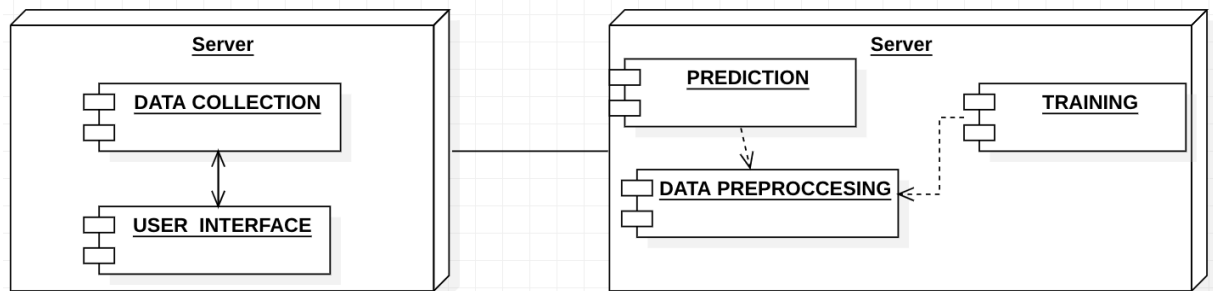 Server
DATA COLLECTION
USER  INTERFACE
Server
PREDICTION
TRAINING
DATA PREPROCCESING